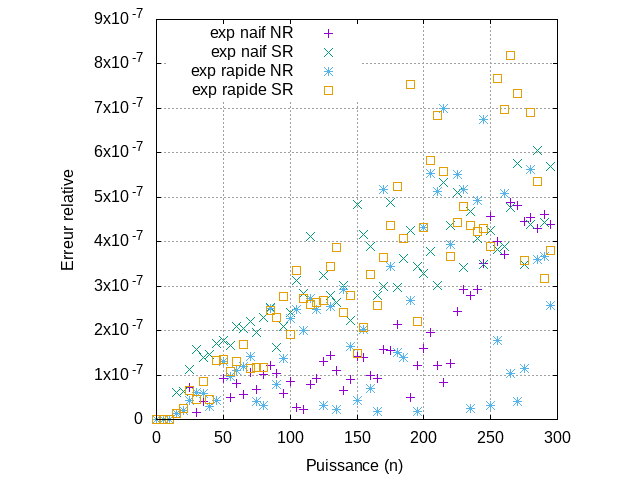 9x10-7
8x10-7
7x10-7
6x10-7
5x10-7
4x10-7
3x10-7
2x10-7
1x10-7
0
Erreur relative
exp naif NR
exp naif SR
exp rapide NR
exp rapide SR
0 50 100 150 200 250 300
Puissance (n)